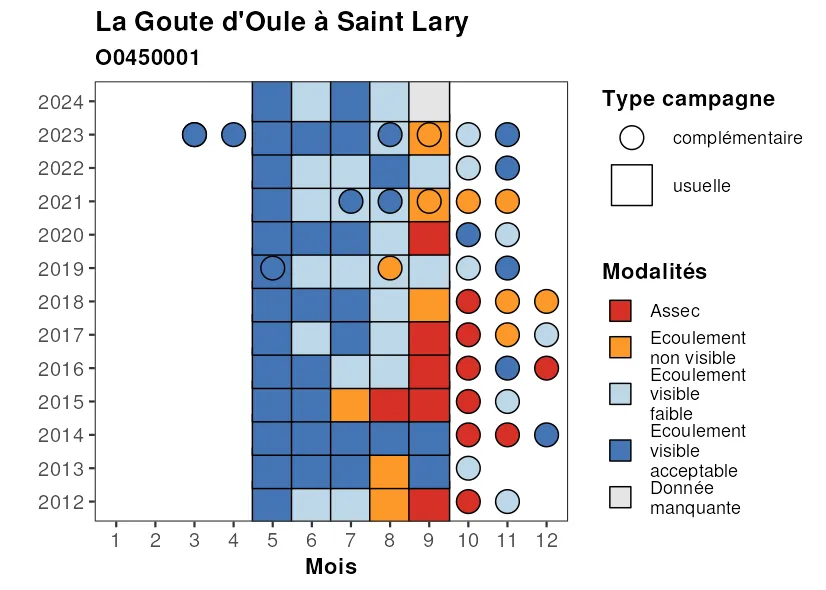 La Goute d'Oule à Saint Lary
O0450001
2024
2023
2022
2021
2020
2019
2018
2017
2016
2015
2014
2013
2012
1 2 3 4 5 6 7 8 9 10 11 12
Mois
Type campagne
complémentaire
usuelle
Modalités
Assec
Ecoulement
non visible
Ecoulement
visible
faible
Ecoulement
visible
acceptable
Donnée
manquante